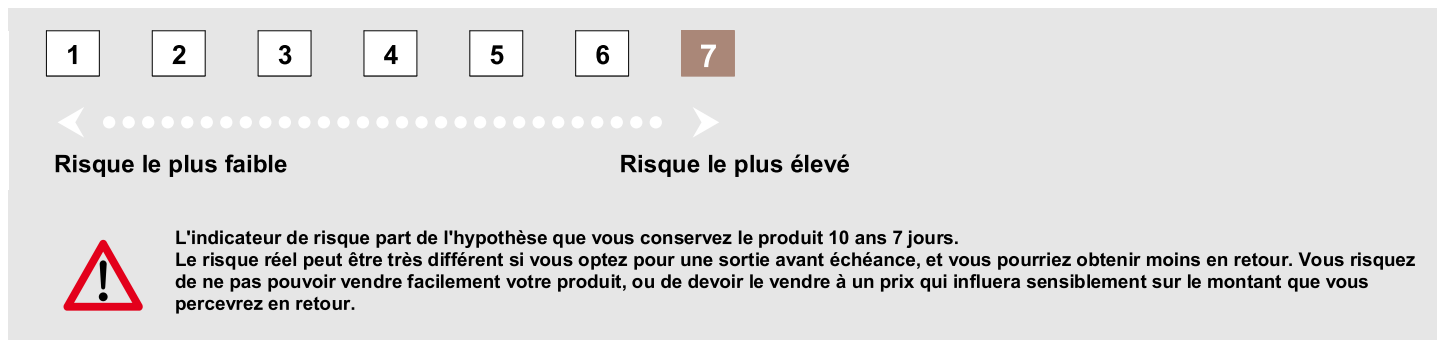 1 2 3 4 5 6 7
Risque le plus faible Risque le plus élevé
L'indicateur de risque part de l'hypothèse que vous conservez le produit 10 ans 7 jours.
Le risque réel peut être très différent si vous optez pour une sortie avant échéance, et vous pourriez obtenir moins en retour. Vous risquez
de ne pas pouvoir vendre facilement votre produit, ou de devoir le vendre à un prix qui influera sensiblement sur le montant que vous
percevrez en retour.